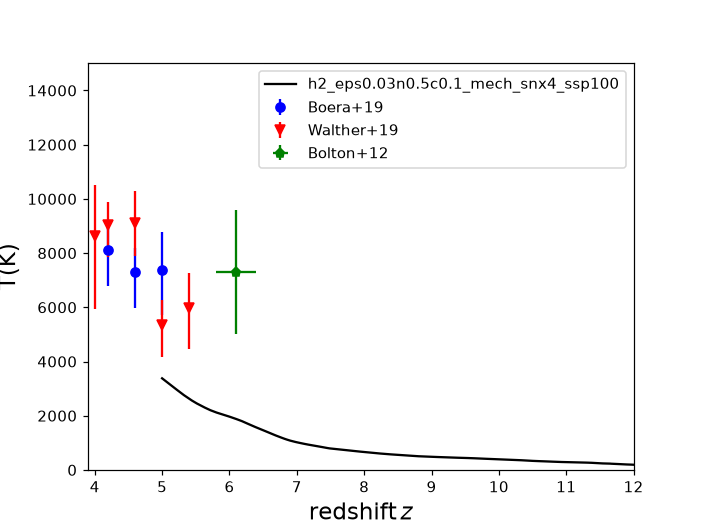 h2_eps0.03n0.5c0.1_mech_snx4_ssp100
Boera+19
Walther+19
Bolton+12
14000
12000
10000
8000
6000
4000
2000
0
T(K)
4 5 6 7 8 9 10 11 12
redshift z